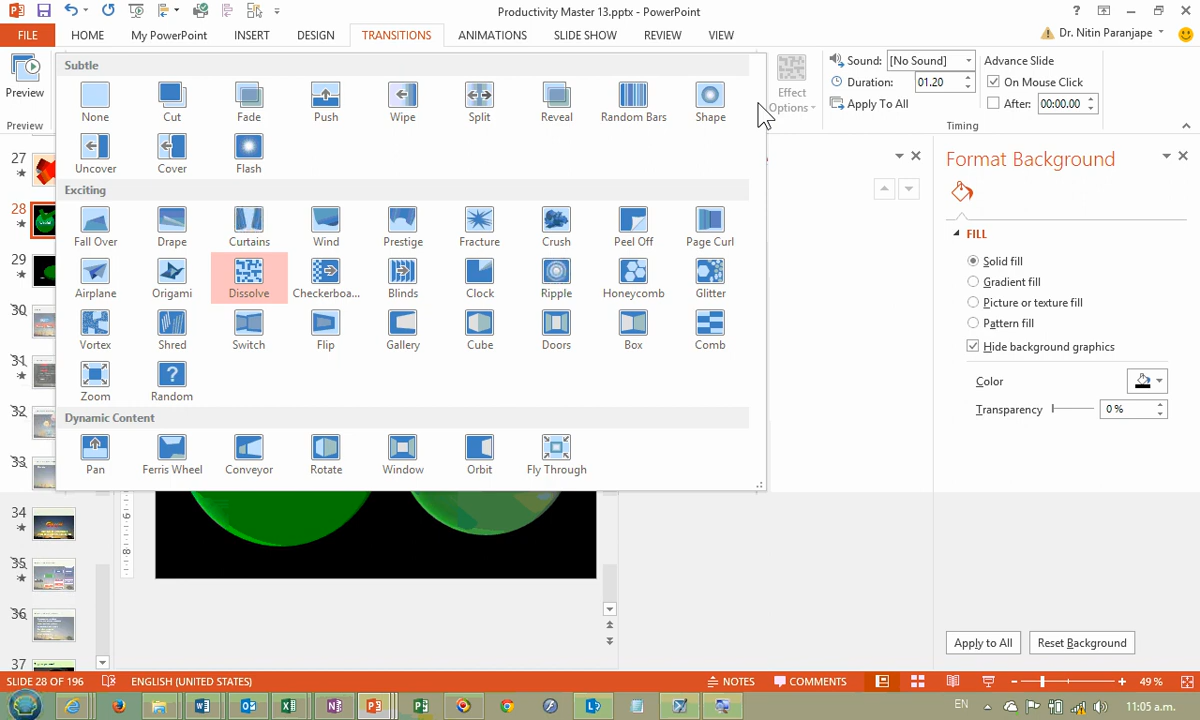 Productivity Master 13.pptx - PowerPoint
FILE HOME My PowerPoint INSERT DESIGN TRANSITIONS ANIMATIONS SLIDE SHOW REVIEW VIEW Dr. Nitin Paranjape
Preview
Preview
Subtle
None Cut Fade Push Wipe Split Reveal Random Bars Shape
Uncover Cover Flash
Exciting
Fall Over Drape Curtains Wind Prestige Fracture Crush Peel Off Page Curl
Airplane Origami Dissolve Checkerboa... Blinds Clock Ripple Honeycomb Glitter
Vortex Shred Switch Flip Gallery Cube Doors Box Comb
Zoom Random
Dynamic Content
Pan Ferris Wheel Conveyor Rotate Window Orbit Fly Through
Effect
Options
Sound: [No Sound]
Duration: 01.20
Apply To All
Advance Slide
On Mouse Click
After: 00:00.00
Timing
Format Background
FILL
Solid fill
Gradient fill
Picture or texture fill
Pattern fill
Hide background graphics
Color
Transparency 0 %
Apply to All Reset Background
27
28
29
30
31
32
33
34
35
36
37
6
8
SLIDE 28 OF 196 ENGLISH (UNITED STATES) NOTES COMMENTS 49 %
EN 11:05 a.m.